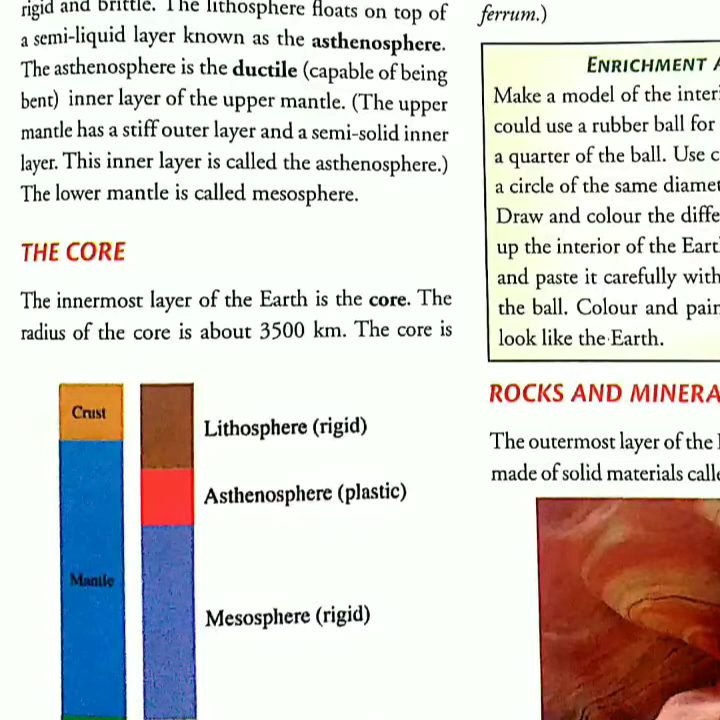 rigid and brittle. The lithosphere floats on top of
a semi-liquid layer known as the asthenosphere.
The asthenosphere is the ductile (capable of being
bent) inner layer of the upper mantle. (The upper
mantle has a stiff outer layer and a semi-solid inner
layer. This inner layer is called the asthenosphere.)
The lower mantle is called mesosphere.
THE CORE
The innermost layer of the Earth is the core. The
radius of the core is about 3500 km. The core is
Crust
Lithosphere (rigid)
Asthenosphere (plastic)
Mantle
Mesosphere (rigid)
ferrum.)
ENRICHMENT A
Make a model of the interi
could use a rubber ball for
a quarter of the ball. Use c
a circle of the same diamet
Draw and colour the diffe
up the interior of the Eart
and paste it carefully with
the ball. Colour and pain
look like the Earth.
ROCKS AND MINERA
The outermost layer of the
made of solid materials calle